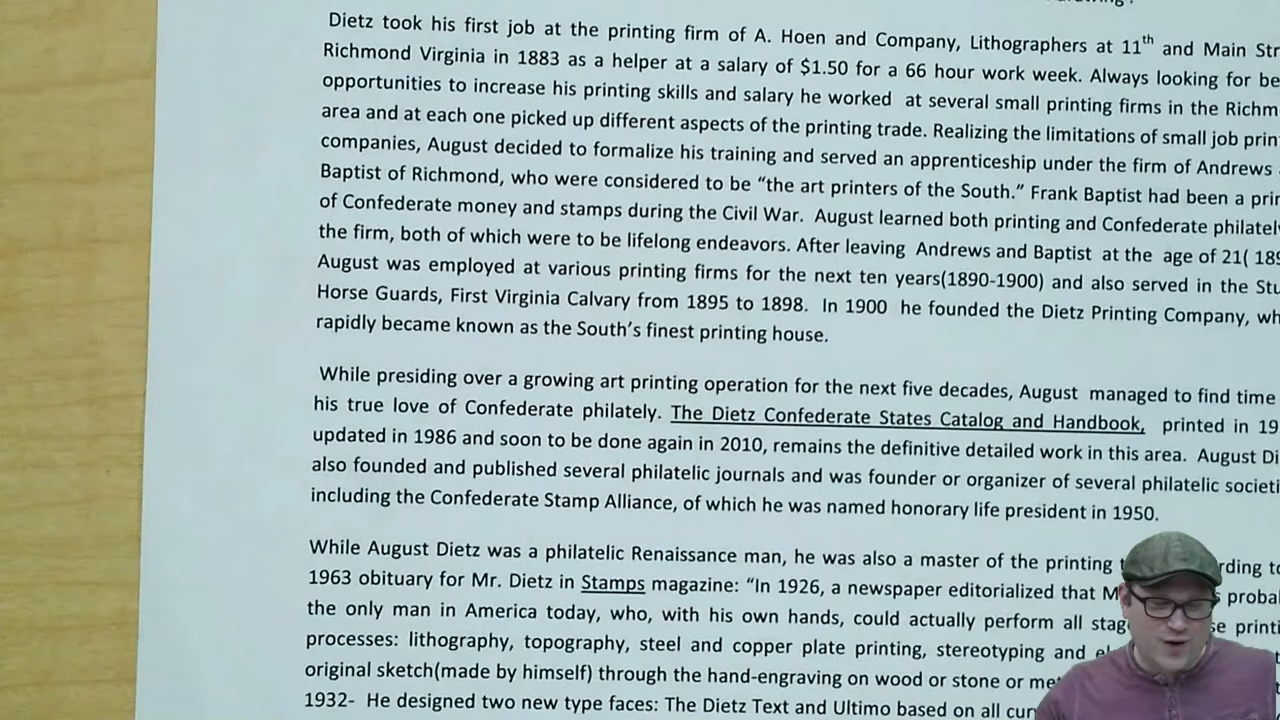 Dietz took his first job at the printing firm of A. Hoen and Company, Lithographers at 11th and Main
Richmond Virginia in 1883 as a helper at a salary of $1.50 for a 66 hour work week. Always looking for
opportunities to increase his printing skills and salary he worked at several small printing firms in the
area and at each one picked up different aspects of the printing trade. Realizing the limitations of small job
companies, August decided to formalize his training and served an apprenticeship under the firm of Andrews
Baptist of Richmond, who were considered to be “the art printers of the South.” Frank Baptist had been a
of Confederate money and stamps during the Civil War. August learned both printing and Confederate
the firm, both of which were to be lifelong endeavors. After leaving Andrews and Baptist at the age of 21(
August was employed at various printing firms for the next ten years(1890-1900) and also served in the
Horse Guards, First Virginia Calvary from 1895 to 1898. In 1900 he founded the Dietz Printing Company,
rapidly became known as the South’s finest printing house.
While presiding over a growing art printing operation for the next five decades, August managed to find time
his true love of Confederate philately. The Dietz Confederate States Catalog and Handbook, printed in
updated in 1986 and soon to be done again in 2010, remains the definitive detailed work in this area. August
also founded and published several philatelic journals and was founder or organizer of several philatelic
including the Confederate Stamp Alliance, of which he was named honorary life president in 1950.
While August Dietz was a philatelic Renaissance man, he was also a master of the printing
1963 obituary for Mr. Dietz in Stamps magazine: “In 1926, a newspaper editorialized that
the only man in America today, who, with his own hands, could actually perform all
processes: lithography, topography, steel and copper plate printing, stereotyping and
original sketch(made by himself) through the hand-engraving on wood or stone or
1932- He designed two new type faces: The Dietz Text and Ultimo based on all